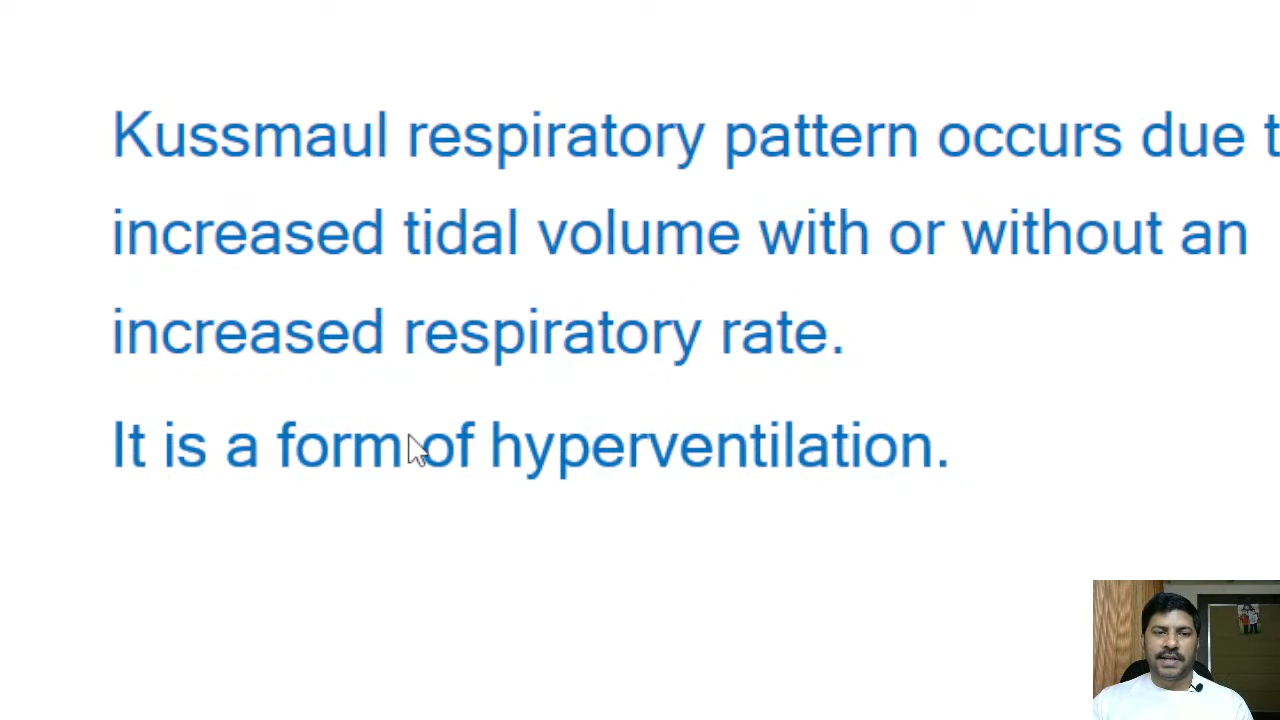 Kussmaul respiratory pattern occurs due
increased tidal volume with or without an
increased respiratory rate.
It is a form of hyperventilation.